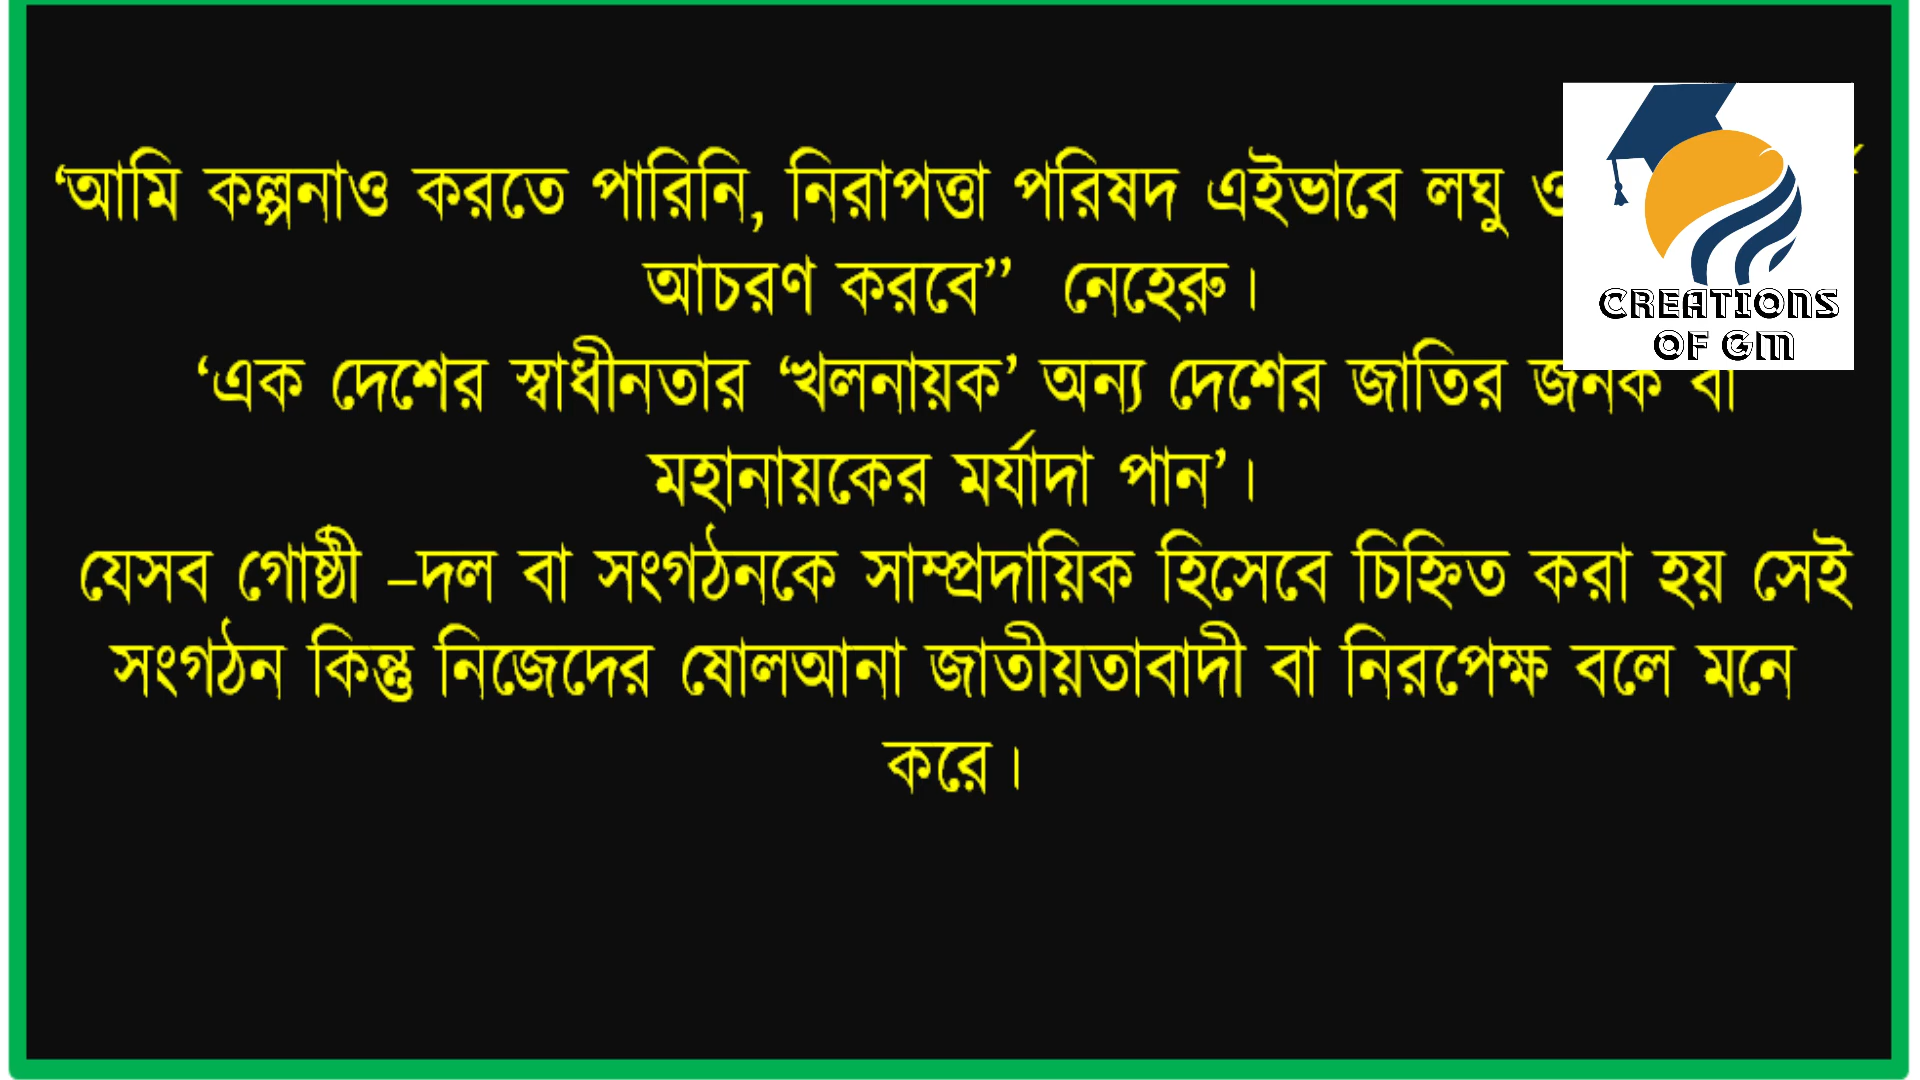 ‘আমি কল্পনাও করতে পারিনি, নিরাপত্তা পরিষদ এইভাবে লঘু
আচরণ করবে’’ নেহেরু।
‘এক দেশের স্বাধীনতার ‘খলনায়ক’ অন্য দেশের জাতির জনক বা
মহানায়কের মর্যাদা পান’।
যেসব গোষ্ঠী –দল বা সংগঠনকে সাম্প্রদায়িক হিসেবে চিহ্নিত করা হয় সেই
সংগঠন কিন্তু নিজেদের ষোলআনা জাতীয়তাবাদী বা নিরপেক্ষ বলে মনে
করে।
CREATIONS
OF GM